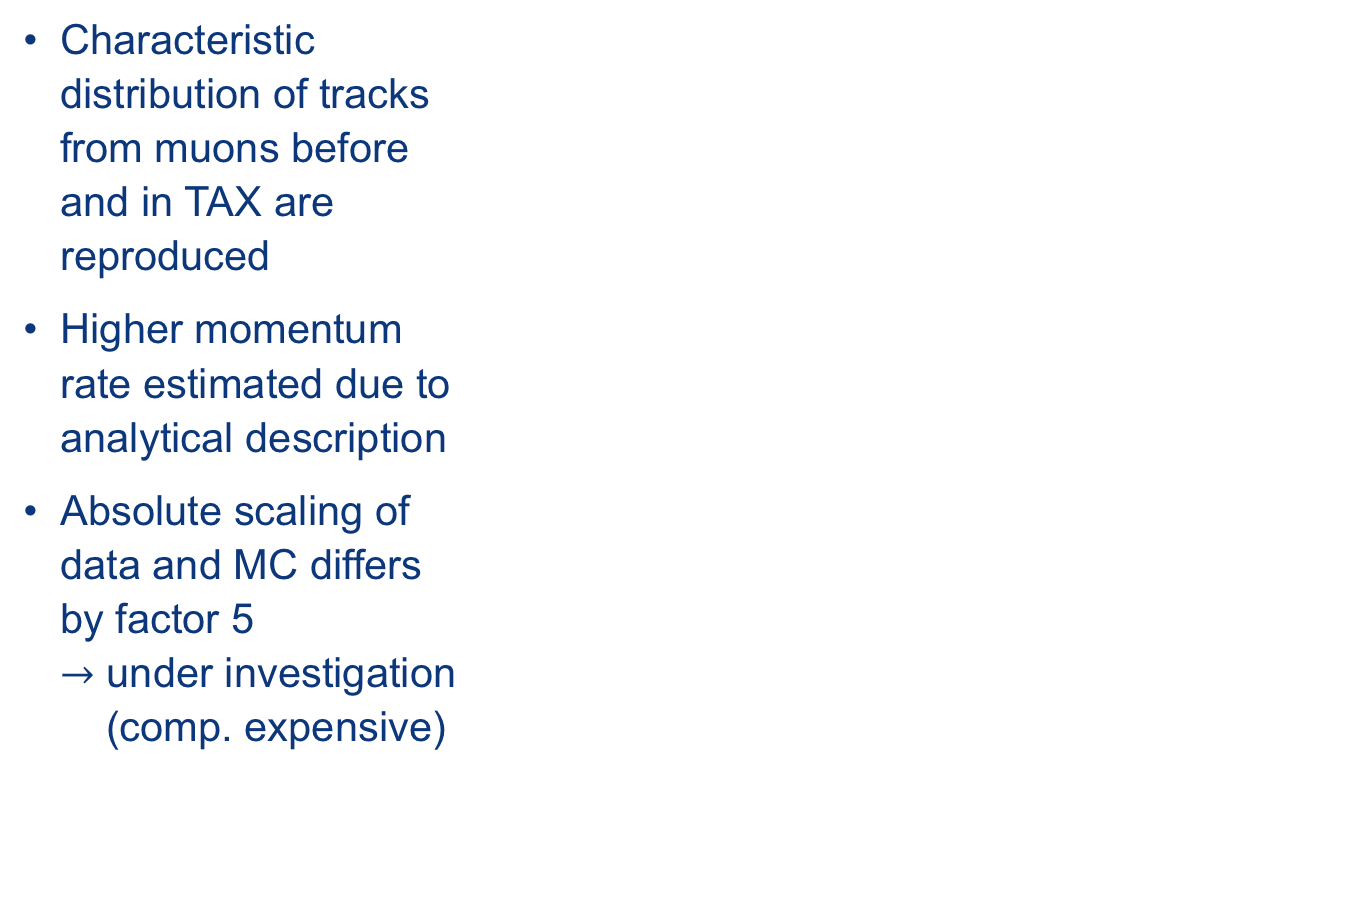 • Characteristic
distribution of tracks
from muons before
and in TAX are
reproduced
• Higher momentum
rate estimated due to
analytical description
• Absolute scaling of
data and MC differs
by factor 5
→ under investigation
(comp. expensive)